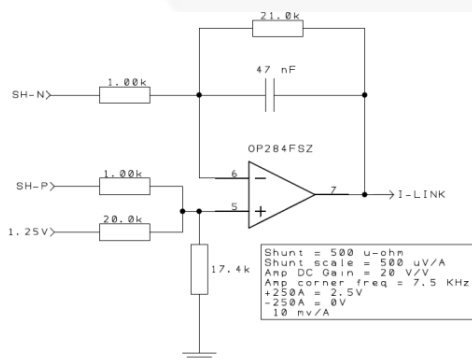 21.0k
47 nF
1.00k
SH-N
OP284FSZ
6
7
I-LINK
SH-P
1.00k
5
1.25V
20.0k
17.4k
Shunt = 500 u-ohm
Shunt scale = 500 uV/A
Amp DC Gain = 20 V/V
Amp corner freq = 7.5 KHz
+250A = 2.5V
-250A = 0V
10 mv/A